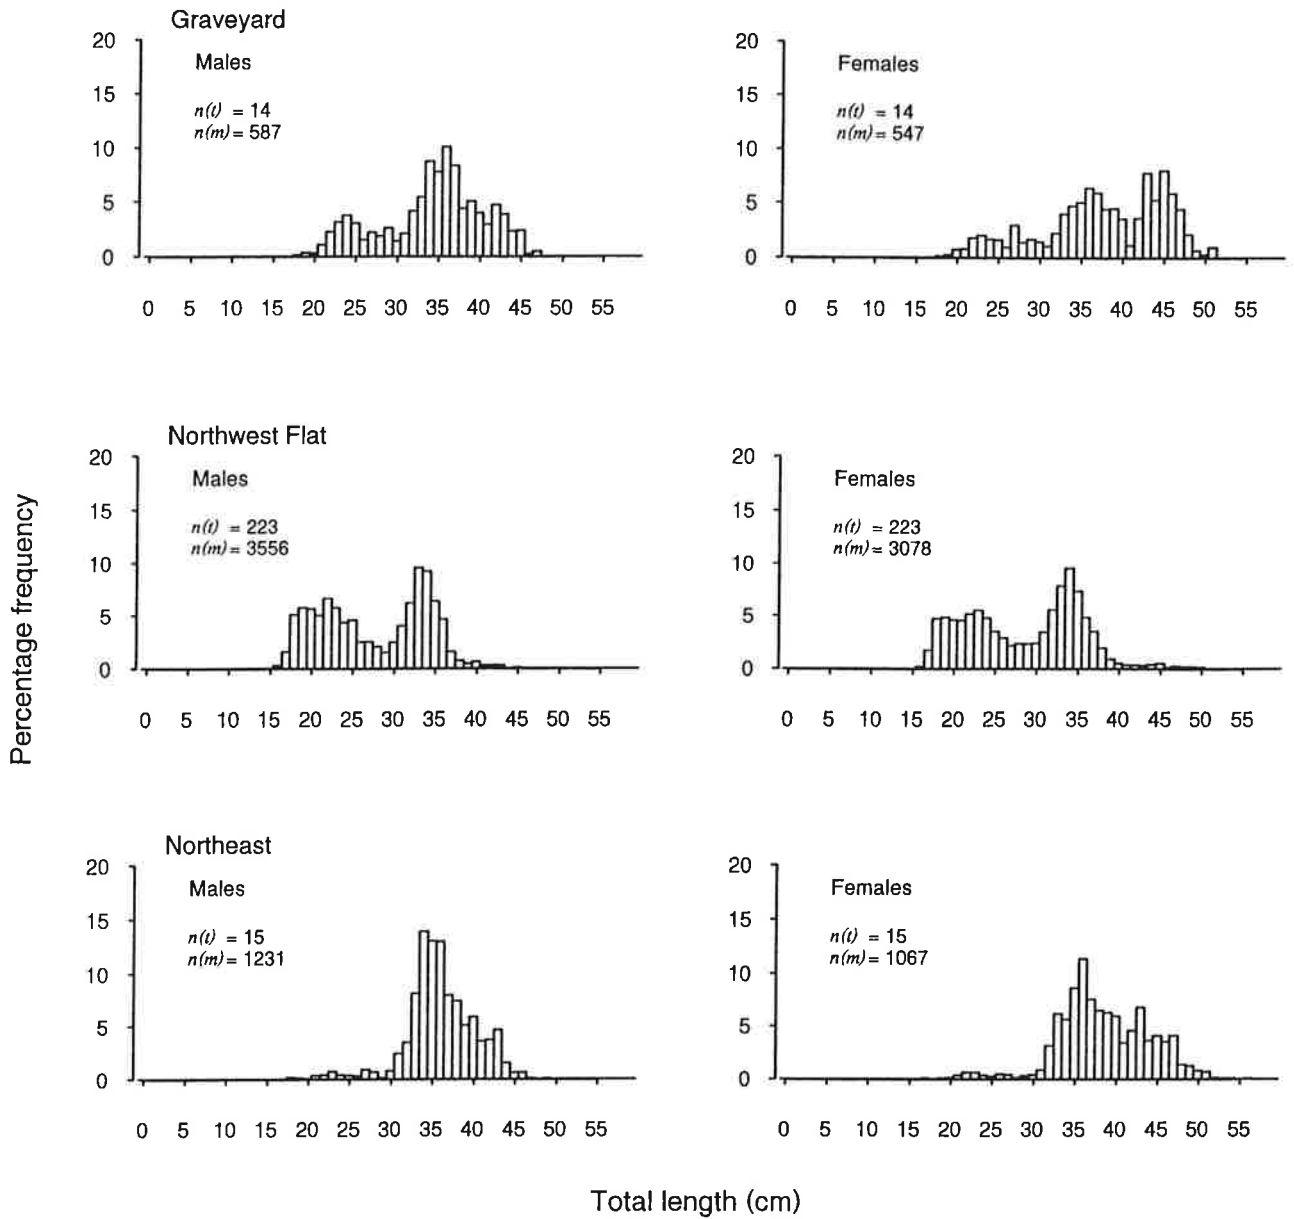 Graveyard
Males
n(t) = 14
n(m) = 587
20
15
10
5
0
0 5 10 15 20 25 30 35 40 45 50 55
Females
n(t) = 14
n(m) = 547
20
15
10
5
0
0 5 10 15 20 25 30 35 40 45 50 55
Northwest Flat
Males
n(t) = 223
n(m) = 3556
20
15
10
5
0
0 5 10 15 20 25 30 35 40 45 50 55
Females
n(t) = 223
n(m) = 3078
20
15
10
5
0
0 5 10 15 20 25 30 35 40 45 50 55
Percentage frequency
Northeast
Males
n(t) = 15
n(m) = 1231
20
15
10
5
0
0 5 10 15 20 25 30 35 40 45 50 55
Females
n(t) = 15
n(m) = 1067
20
15
10
5
0
0 5 10 15 20 25 30 35 40 45 50 55
Total length (cm)